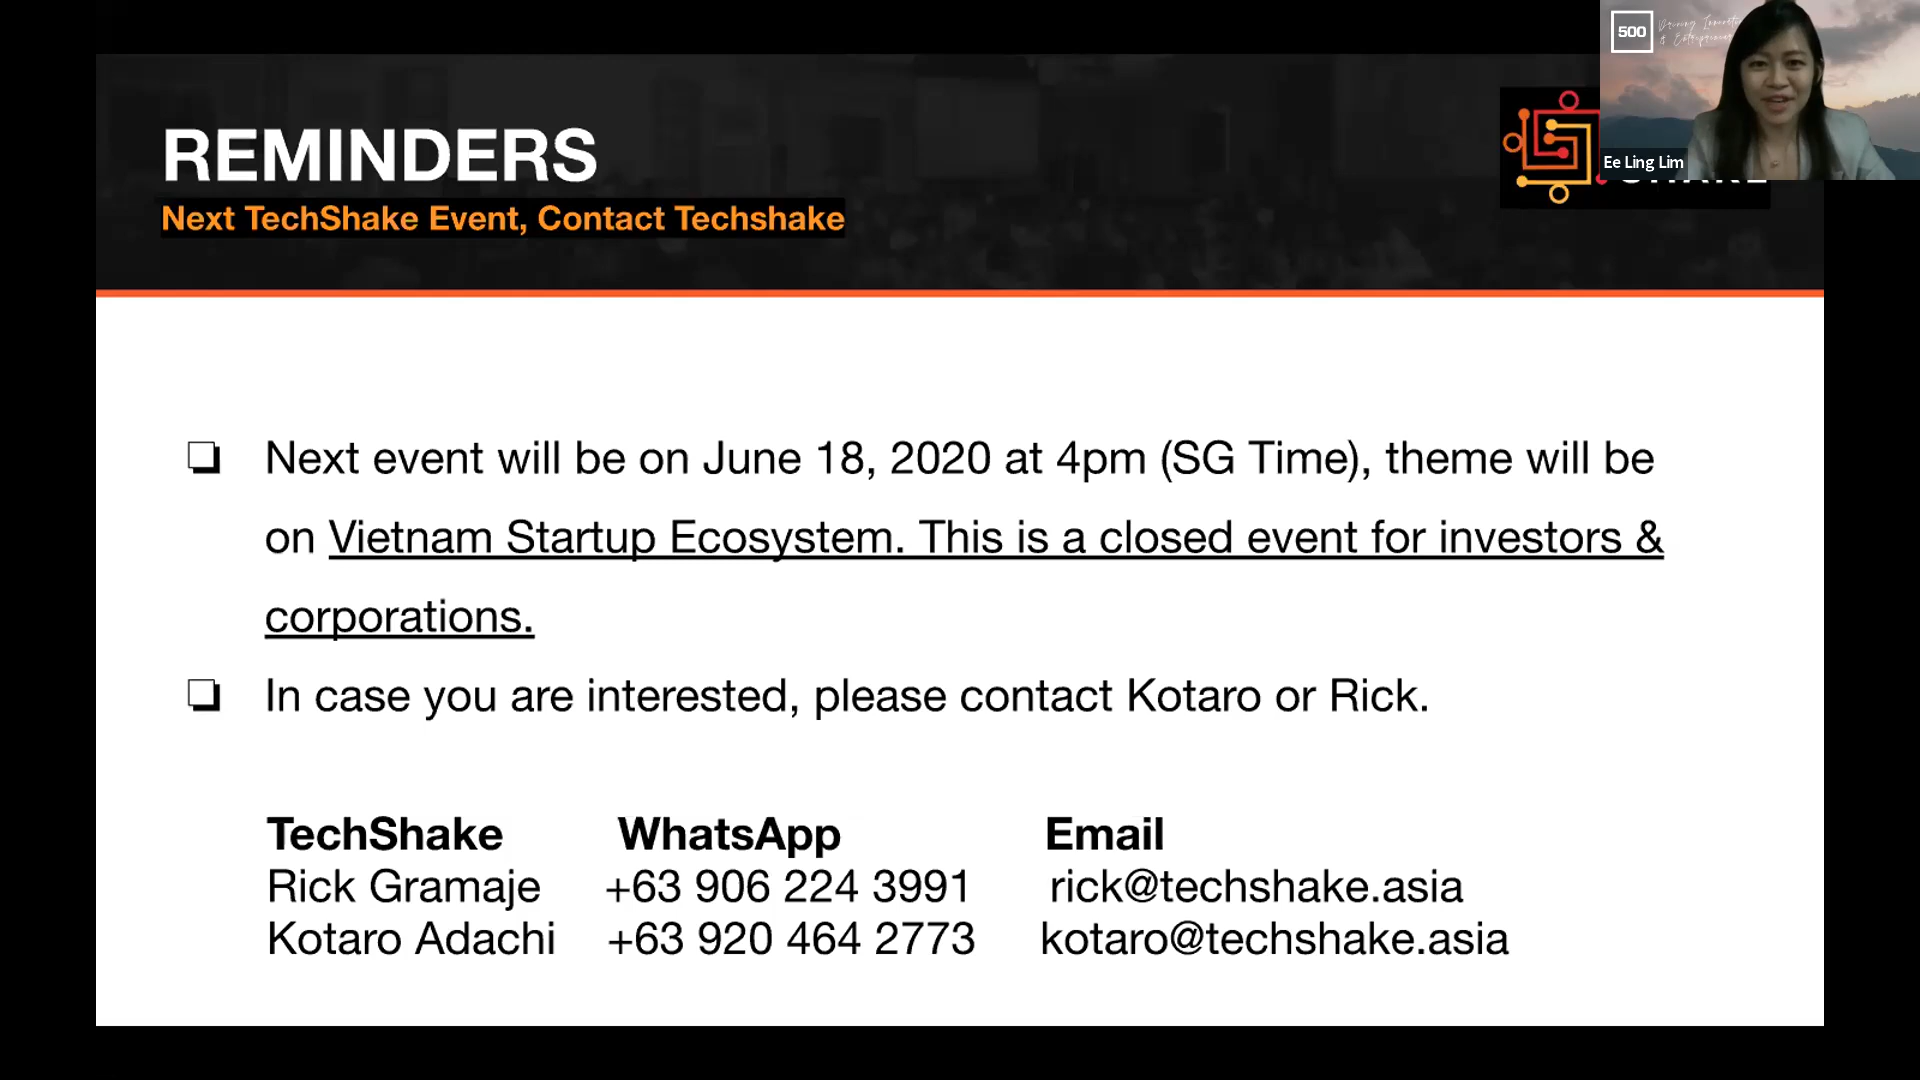 500
Driving
REMINDERS
Ee Ling Lim
Next TechShake Event, Contact Techshake
❏ Next event will be on June 18, 2020 at 4pm (SG Time), theme will be
on Vietnam Startup Ecosystem. This is a closed event for investors &
corporations.
❏ In case you are interested, please contact Kotaro or Rick.
TechShake WhatsApp Email
Rick Gramaje +63 906 224 3991 rick@techshake.asia
Kotaro Adachi +63 920 464 2773 kotaro@techshake.asia